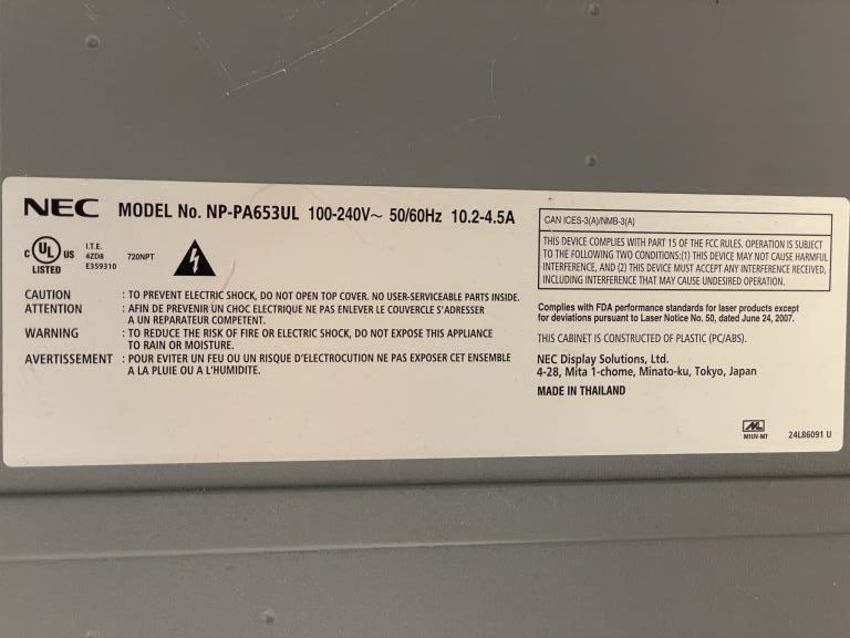 NEC MODEL No. NP-PA653UL 100-240V~ 50/60Hz 10.2-4.5A
C UL US
LISTED
I.T.E.
4ZD8
E359310
720NPT
CAUTION : TO PREVENT ELECTRIC SHOCK, DO NOT OPEN TOP COVER. NO USER-SERVICEABLE PARTS INSIDE.
ATTENTION : AFIN DE PREVENIR UN CHOC ELECTRIQUE NE PAS ENLEVER LE COUVERCLE S'ADRESSER
A UN REPARATEUR COMPETENT.
WARNING : TO REDUCE THE RISK OF FIRE OR ELECTRIC SHOCK, DO NOT EXPOSE THIS APPLIANCE
TO RAIN OR MOISTURE.
AVERTISSEMENT : POUR EVITER UN FEU OU UN RISQUE D'ELECTROCUTION NE PAS EXPOSER CET ENSEMBLE
A LA PLUIE OU A L'HUMIDITE.
CAN ICES-3(A)/NMB-3(A)
THIS DEVICE COMPLIES WITH PART 15 OF THE FCC RULES. OPERATION IS SUBJECT
TO THE FOLLOWING TWO CONDITIONS:(1) THIS DEVICE MAY NOT CAUSE HARMFUL
INTERFERENCE, AND (2) THIS DEVICE MUST ACCEPT ANY INTERFERENCE RECEIVED,
INCLUDING INTERFERENCE THAT MAY CAUSE UNDESIRED OPERATION.
Complies with FDA performance standards for laser products except
for deviations pursuant to Laser Notice No. 50, dated June 24, 2007.
THIS CABINET IS CONSTRUCTED OF PLASTIC (PC/ABS).
NEC Display Solutions, Ltd.
4-28, Mita 1-chome, Minato-ku, Tokyo, Japan
MADE IN THAILAND
24L86091 U